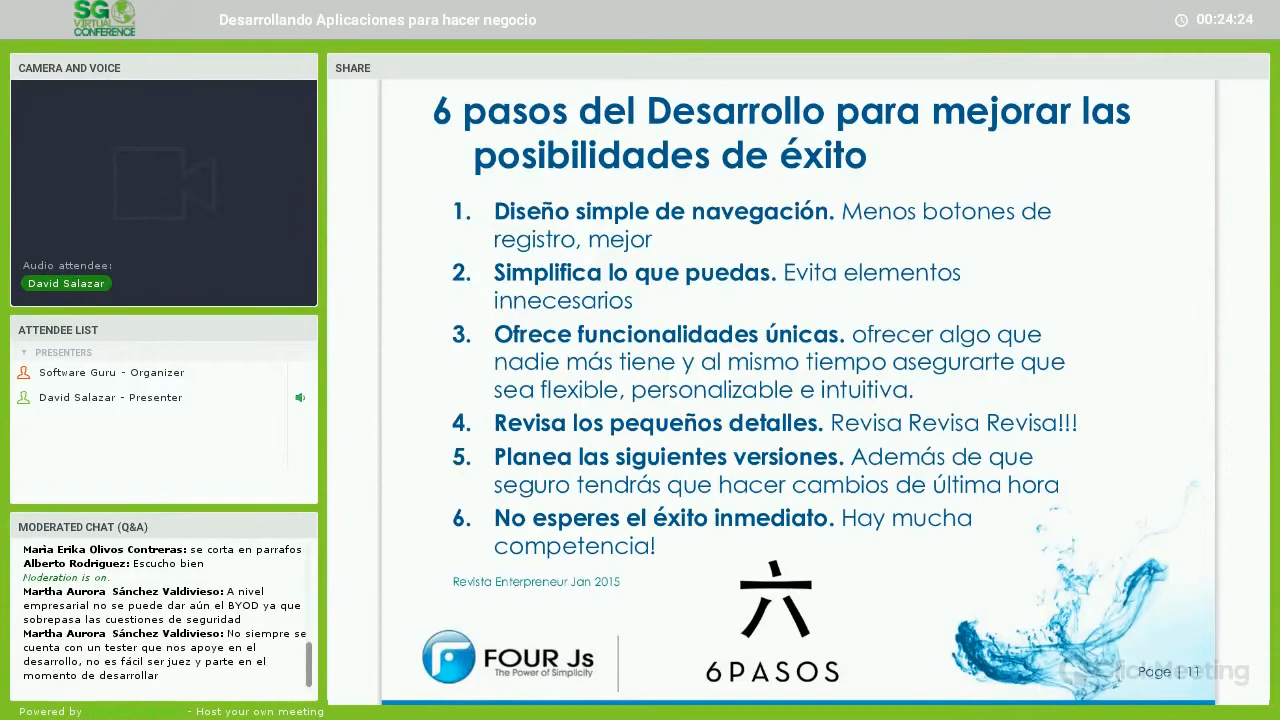 SG
VIRTUAL
CONFERENCE
Desarrollando Aplicaciones para hacer negocio
00:24:24
CAMERA AND VOICE
Audio attendee:
David Salazar
ATTENDEE LIST
PRESENTERS
Software Guru - Organizer
David Salazar - Presenter
MODERATED CHAT (Q&A)
Marìa Erika Olivos Contreras: se corta en parrafos
Alberto Rodriguez: Escucho bien
Moderation is on.
Martha Aurora Sánchez Valdivieso: A nivel
empresarial no se puede dar aún el BYOD ya que
sobrepasa las cuestiones de seguridad
Martha Aurora Sánchez Valdivieso: No siempre se
cuenta con un tester que nos apoye en el
desarrollo, no es fácil ser juez y parte en el
momento de desarrollar
SHARE
6 pasos del Desarrollo para mejorar las
posibilidades de éxito
1. Diseño simple de navegación. Menos botones de
registro, mejor
2. Simplifica lo que puedas. Evita elementos
innecesarios
3. Ofrece funcionalidades únicas. ofrecer algo que
nadie más tiene y al mismo tiempo asegurarte que
sea flexible, personalizable e intuitiva.
4. Revisa los pequeños detalles. Revisa Revisa Revisa!!!
5. Planea las siguientes versiones. Además de que
seguro tendrás que hacer cambios de última hora
6. No esperes el éxito inmediato. Hay mucha
competencia!
Revista Enterpreneur Jan 2015
六
6PASOS
FOUR Js
The Power of Simplicity
Page 11
ClickMeeting
Powered by - Host your own meeting